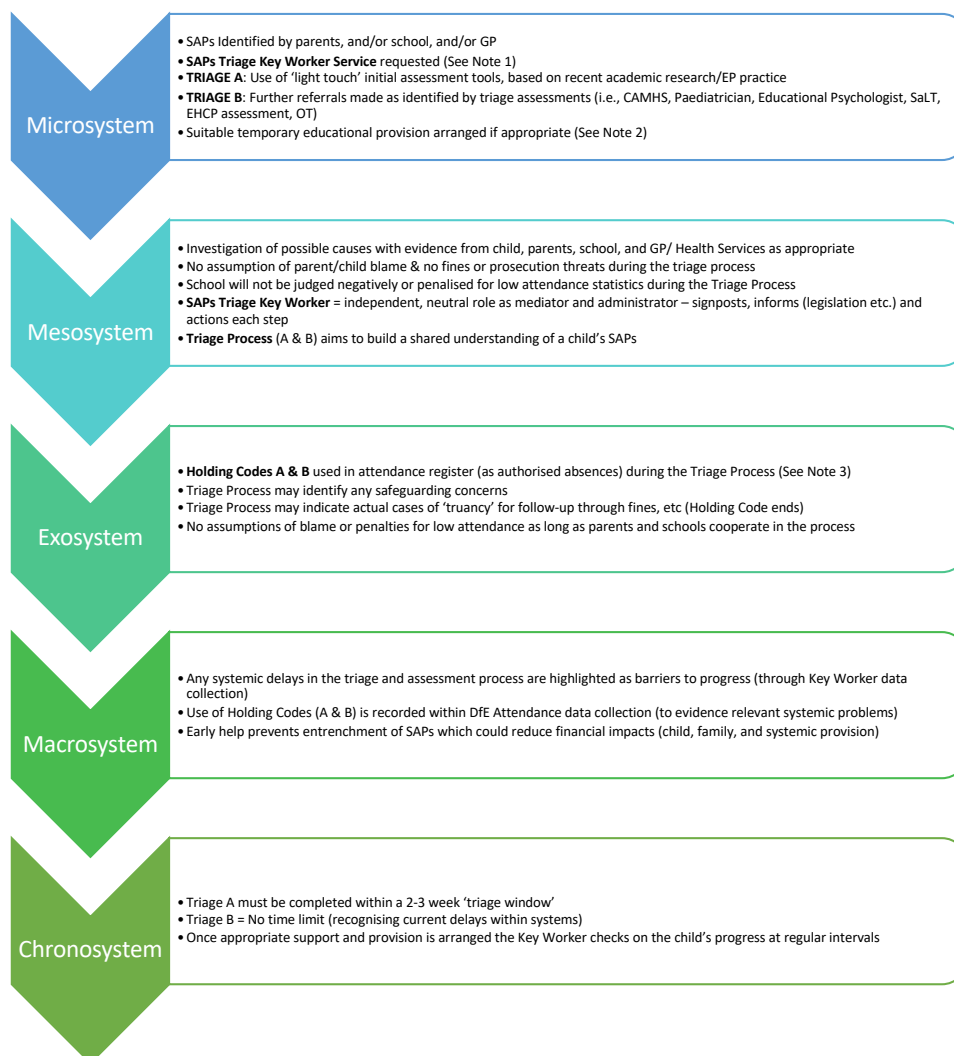 Microsystem
• SAPs Identified by parents, and/or school, and/or GP
• SAPs Triage Key Worker Service requested (See Note 1)
• TRIAGE A: Use of 'light touch' initial assessment tools, based on recent academic research/EP practice
• TRIAGE B: Further referrals made as identified by triage assessments (i.e., CAMHS, Paediatrician, Educational Psychologist, SaLT,
EHCP assessment, OT)
• Suitable temporary educational provision arranged if appropriate (See Note 2)
Mesosystem
• Investigation of possible causes with evidence from child, parents, school, and GP/ Health Services as appropriate
• No assumption of parent/child blame & no fines or prosecution threats during the triage process
• School will not be judged negatively or penalised for low attendance statistics during the Triage Process
• SAPs Triage Key Worker = independent, neutral role as mediator and administrator – signposts, informs (legislation etc.) and
actions each step
• Triage Process (A & B) aims to build a shared understanding of a child's SAPs
Exosystem
• Holding Codes A & B used in attendance register (as authorised absences) during the Triage Process (See Note 3)
• Triage Process may identify any safeguarding concerns
• Triage Process may indicate actual cases of 'truancy' for follow-up through fines, etc (Holding Code ends)
• No assumptions of blame or penalties for low attendance as long as parents and schools cooperate in the process
Macrosystem
• Any systemic delays in the triage and assessment process are highlighted as barriers to progress (through Key Worker data
collection)
• Use of Holding Codes (A & B) is recorded within DfE Attendance data collection (to evidence relevant systemic problems)
• Early help prevents entrenchment of SAPs which could reduce financial impacts (child, family, and systemic provision)
Chronosystem
• Triage A must be completed within a 2-3 week 'triage window'
• Triage B = No time limit (recognising current delays within systems)
• Once appropriate support and provision is arranged the Key Worker checks on the child's progress at regular intervals